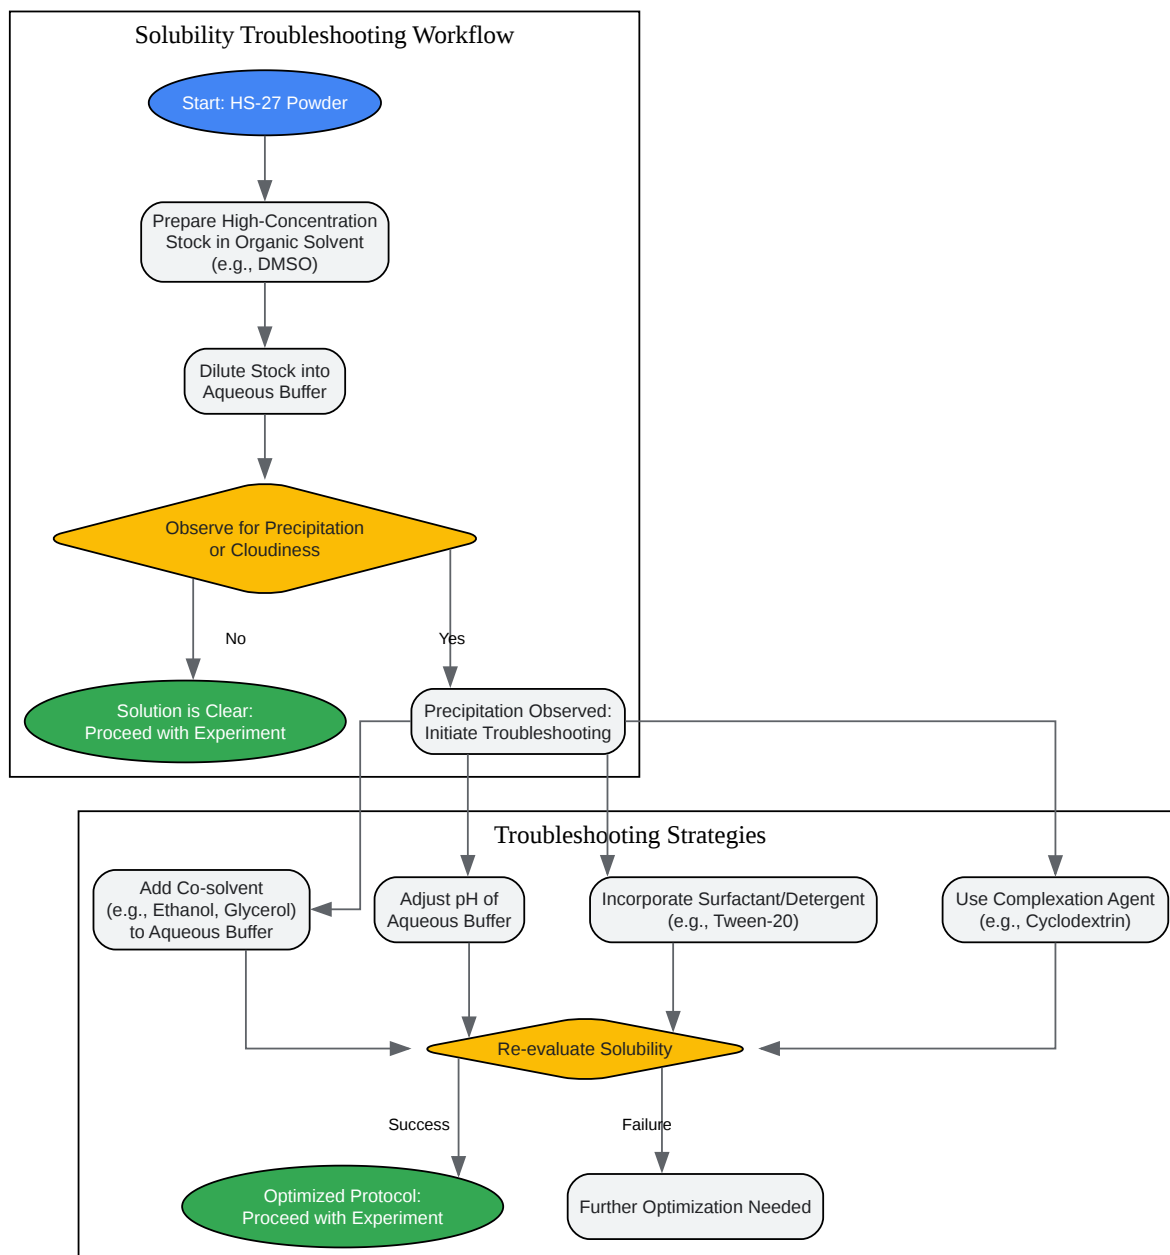 Solubility Troubleshooting Workflow
Start: HS-27 Powder
Prepare High-Concentration
Stock in Organic Solvent
(e.g., DMSO)
Dilute Stock into
Aqueous Buffer
Observe for Precipitation
or Cloudiness
No
Yes
Solution is Clear:
Proceed with Experiment
Precipitation Observed:
Initiate Troubleshooting
Troubleshooting Strategies
Add Co-solvent
(e.g., Ethanol, Glycerol)
to Aqueous Buffer
Adjust pH of
Aqueous Buffer
Incorporate Surfactant/Detergent
(e.g., Tween-20)
Use Complexation Agent
(e.g., Cyclodextrin)
Re-evaluate Solubility
Success
Failure
Optimized Protocol:
Proceed with Experiment
Further Optimization Needed